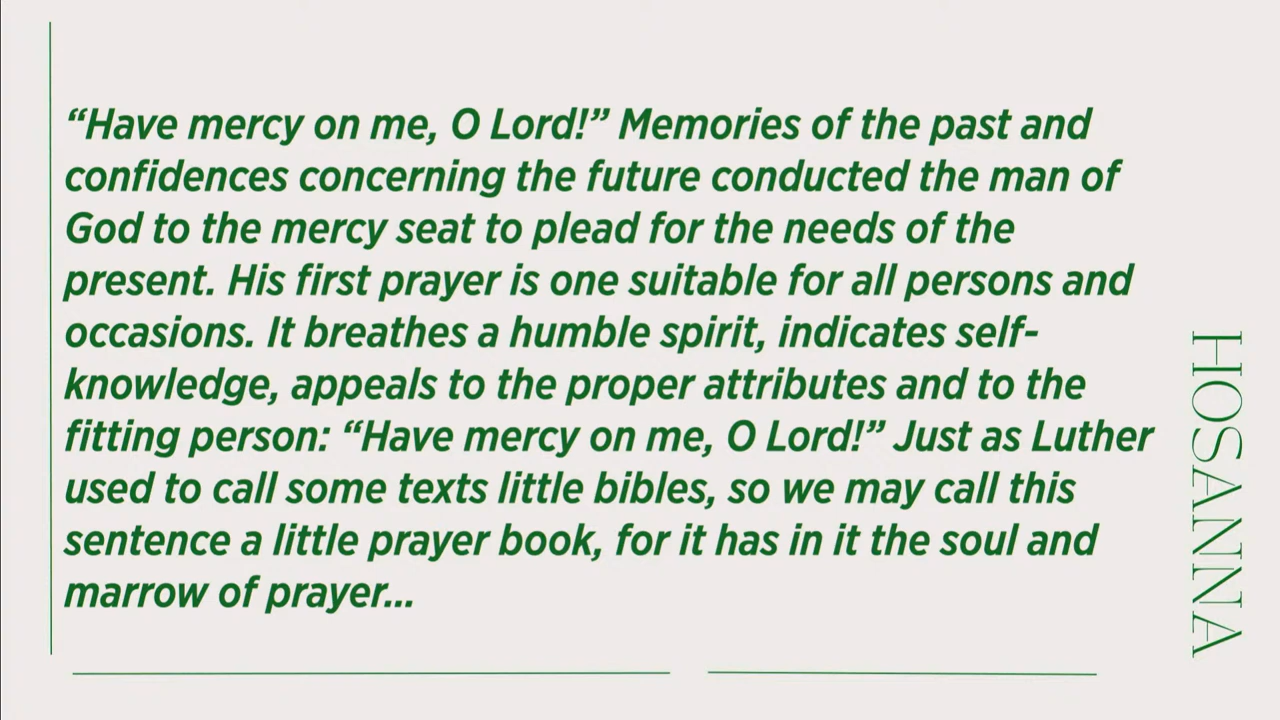 “Have mercy on me, O Lord!” Memories of the past and
confidences concerning the future conducted the man of
God to the mercy seat to plead for the needs of the
present. His first prayer is one suitable for all persons and
occasions. It breathes a humble spirit, indicates self-
knowledge, appeals to the proper attributes and to the
fitting person: “Have mercy on me, O Lord!” Just as Luther
used to call some texts little bibles, so we may call this
sentence a little prayer book, for it has in it the soul and
marrow of prayer...
HOSANNA